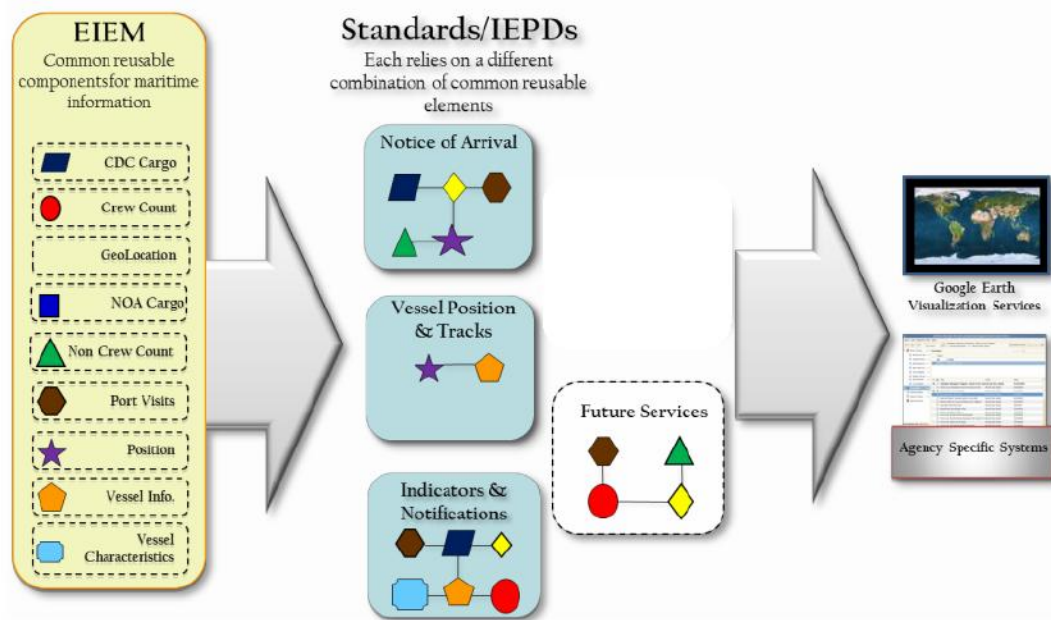 EIEM
Common reusable
componentsfor maritime
information
CDC Cargo
Crew Count
GeoLocation
NOA Cargo
Non Crew Count
Port Visits
Position
Vessel Info.
Vessel
Characteristics
Standards/IEPDs
Each relies on a different
combination of common reusable
elements
Notice of Arrival
Vessel Position
& Tracks
Indicators &
Notifications
Future Services
Google Earth
Visualization Services
Agency Specific Systems